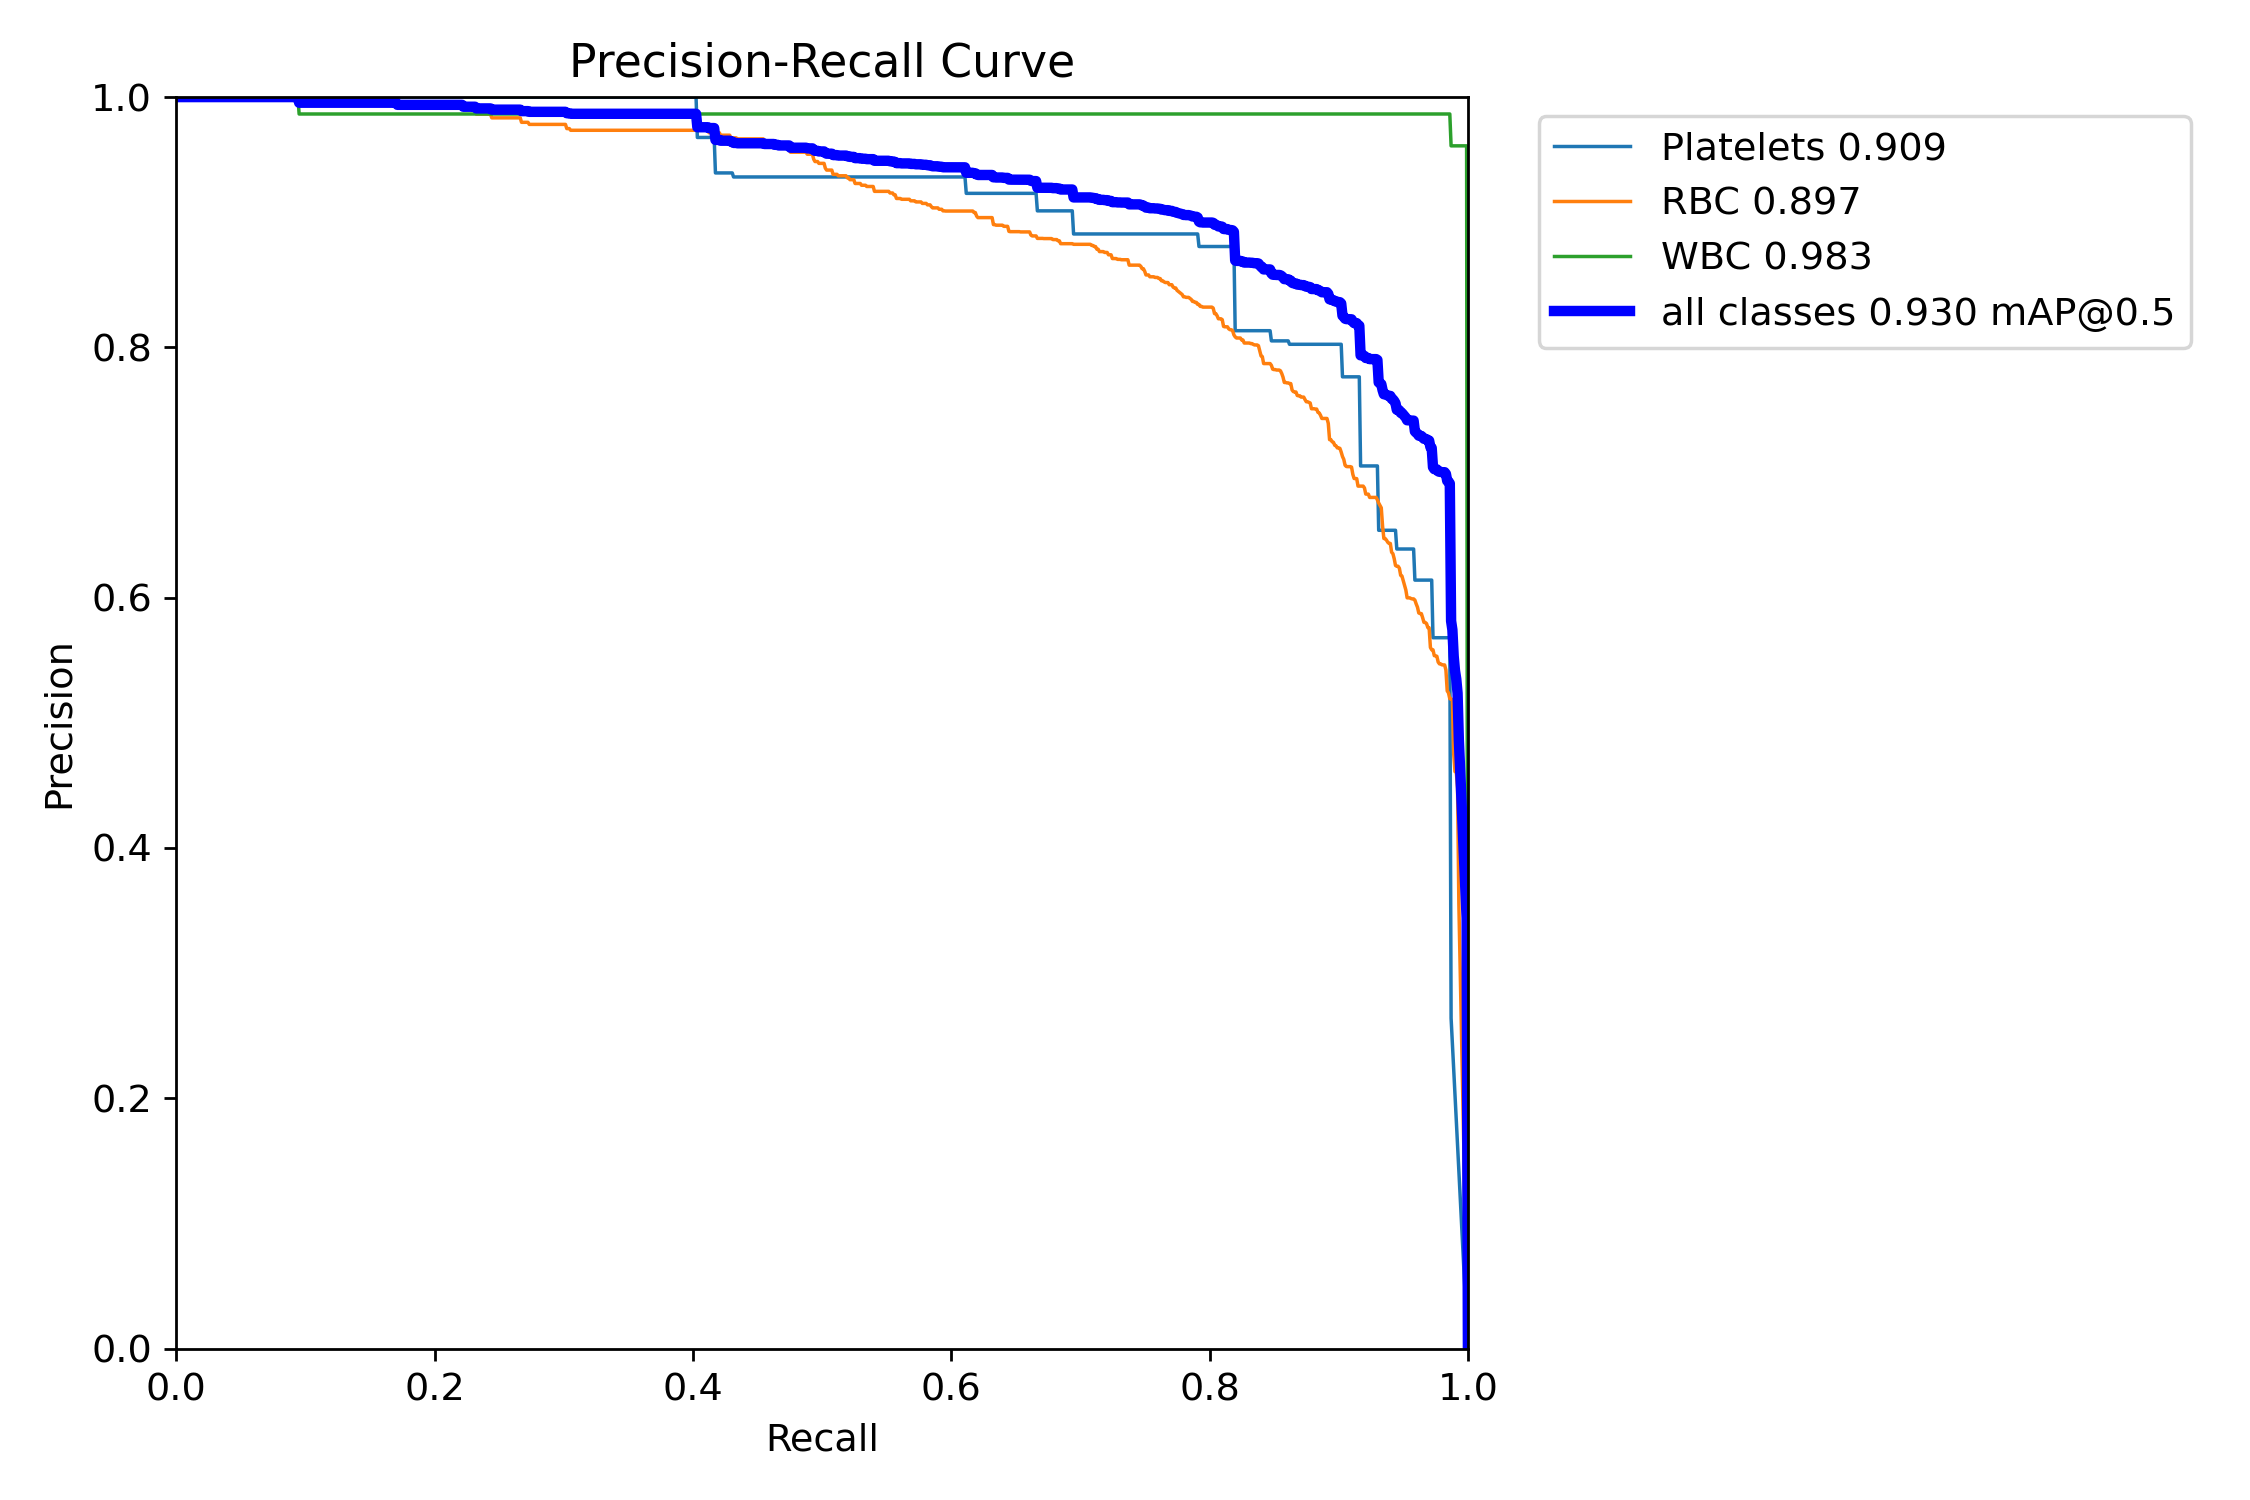 Precision-Recall Curve
1.0
0.8
0.6
0.4
0.2
0.0
Precision
0.0 0.2 0.4 0.6 0.8 1.0
Recall
Platelets 0.909
RBC 0.897
WBC 0.983
all classes 0.930 mAP@0.5